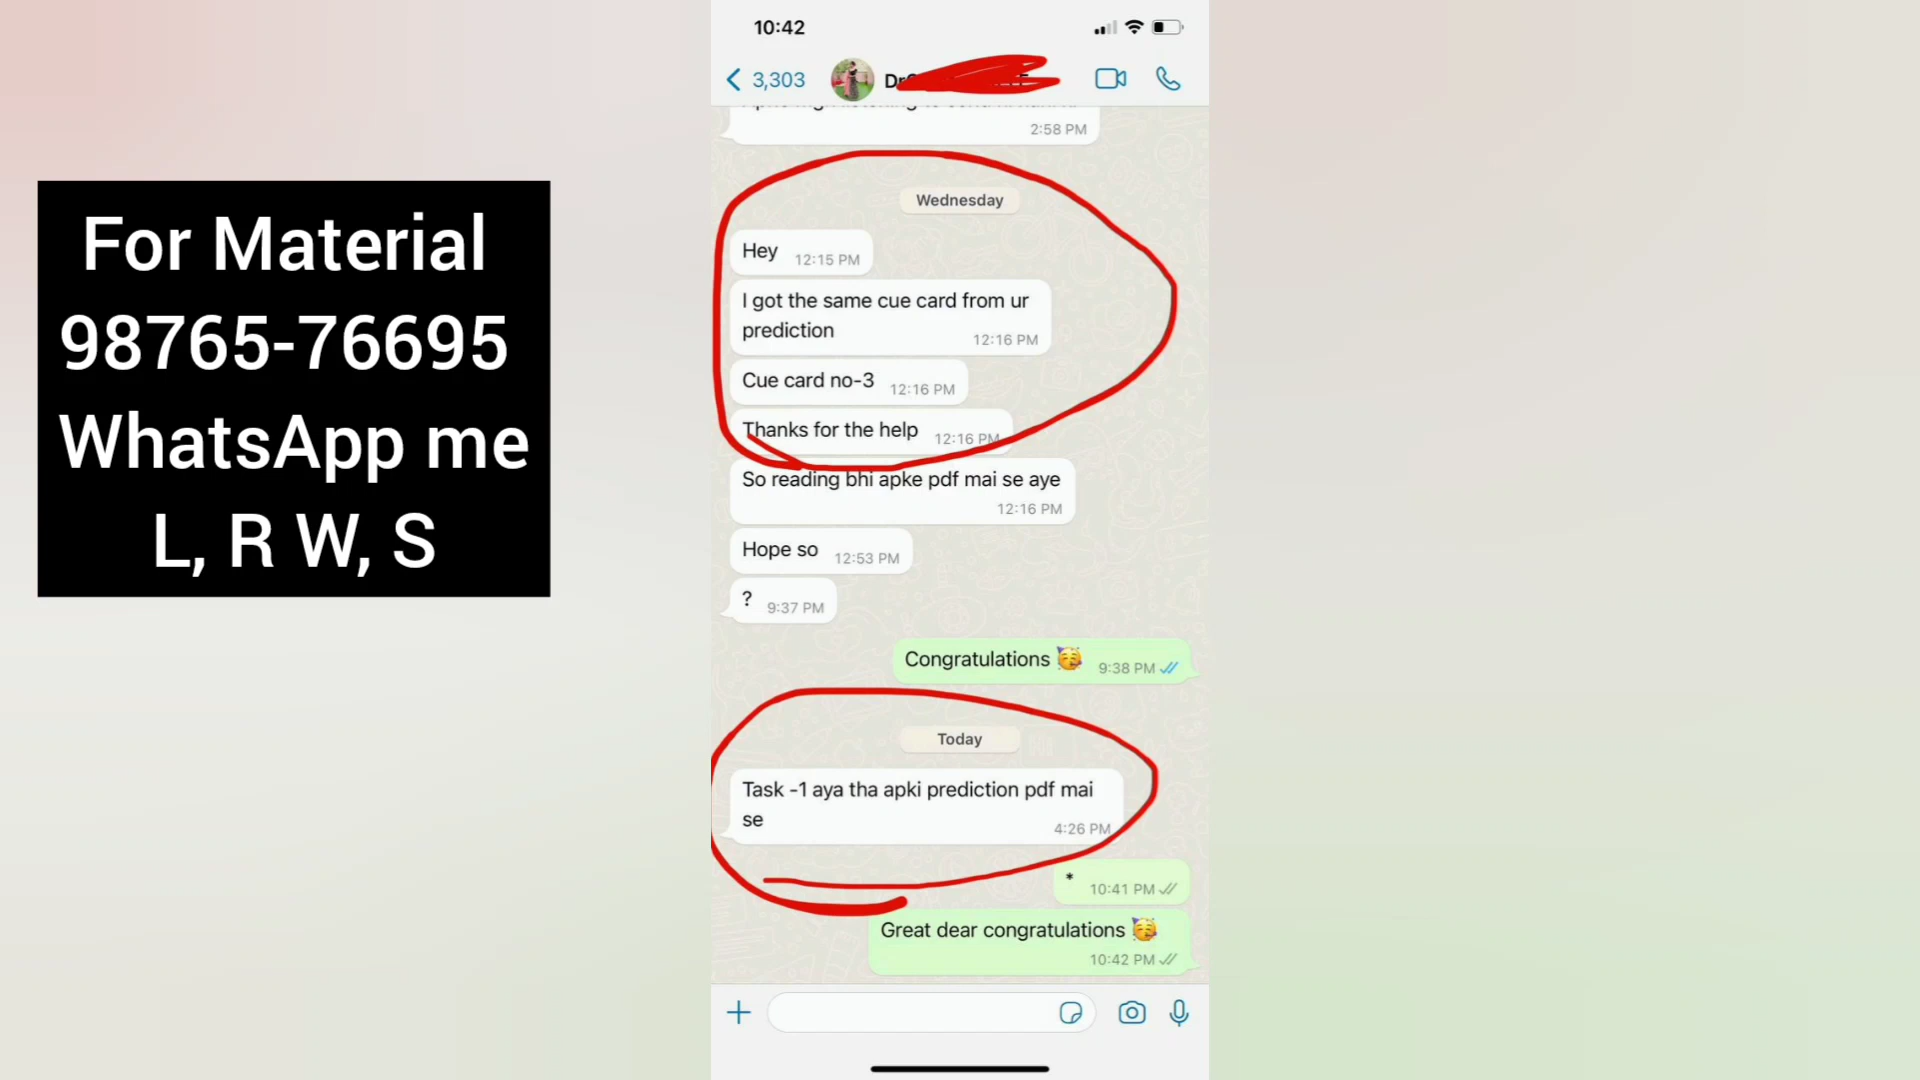 For Material
98765-76695
WhatsApp me
L, R W, S
10:42
3,303
2:58 PM
Wednesday
Hey 12:15 PM
I got the same cue card from ur
prediction 12:16 PM
Cue card no-3 12:16 PM
Thanks for the help 12:16 PM
So reading bhi apke pdf mai se aye
12:16 PM
Hope so 12:53 PM
? 9:37 PM
Congratulations 🥳 9:38 PM
Today
Task -1 aya tha apki prediction pdf mai
se 4:26 PM
* 10:41 PM
Great dear congratulations 🥳
10:42 PM